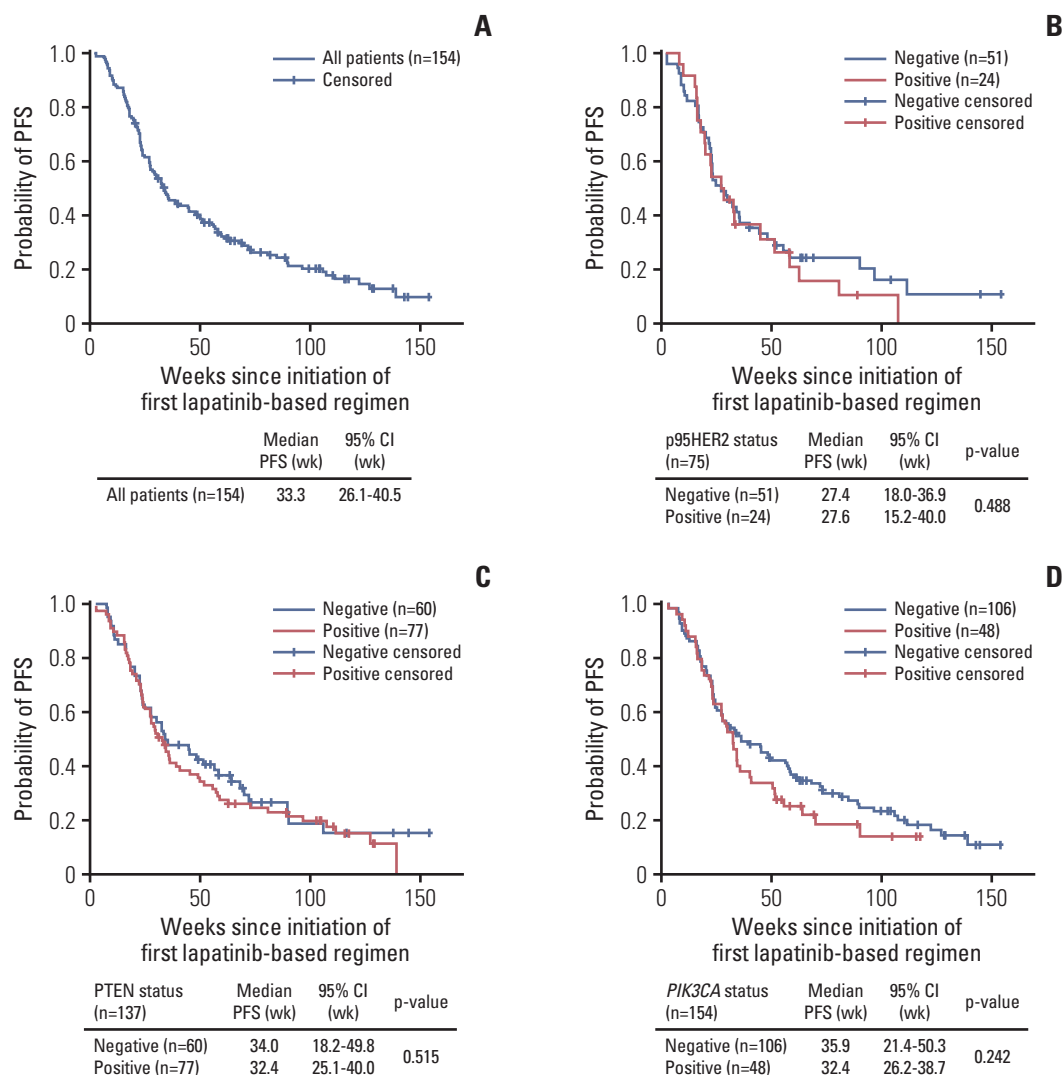 A
1.0
0.8
0.6
0.4
0.2
0
Probability of PFS
All patients (n=154)
Censored
0 50 100 150
Weeks since initiation of
first lapatinib-based regimen
Median 95% CI
PFS (wk) (wk)
All patients (n=154) 33.3 26.1-40.5
B
1.0
0.8
0.6
0.4
0.2
0
Probability of PFS
Negative (n=51)
Positive (n=24)
Negative censored
Positive censored
0 50 100 150
Weeks since initiation of
first lapatinib-based regimen
p95HER2 status Median 95% CI p-value
(n=75) PFS (wk) (wk)
Negative (n=51) 27.4 18.0-36.9 0.488
Positive (n=24) 27.6 15.2-40.0
C
1.0
0.8
0.6
0.4
0.2
0
Probability of PFS
Negative (n=60)
Positive (n=77)
Negative censored
Positive censored
0 50 100 150
Weeks since initiation of
first lapatinib-based regimen
PTEN status Median 95% CI p-value
(n=137) PFS (wk) (wk)
Negative (n=60) 34.0 18.2-49.8 0.515
Positive (n=77) 32.4 25.1-40.0
D
1.0
0.8
0.6
0.4
0.2
0
Probability of PFS
Negative (n=106)
Positive (n=48)
Negative censored
Positive censored
0 50 100 150
Weeks since initiation of
first lapatinib-based regimen
PIK3CA status Median 95% CI p-value
(n=154) PFS (wk) (wk)
Negative (n=106) 35.9 21.4-50.3 0.242
Positive (n=48) 32.4 26.2-38.7